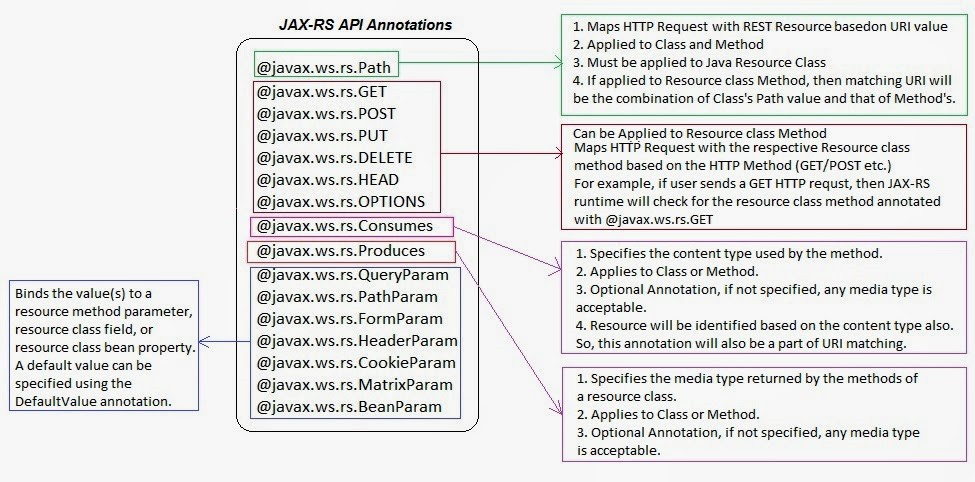 JAX-RS API Annotations
@javax.ws.rs.Path
@javax.ws.rs.GET
@javax.ws.rs.POST
@javax.ws.rs.PUT
@javax.ws.rs.DELETE
@javax.ws.rs.HEAD
@javax.ws.rs.OPTIONS
@javax.ws.rs.Consumes
@javax.ws.rs.Produces
@javax.ws.rs.QueryParam
@javax.ws.rs.PathParam
@javax.ws.rs.FormParam
@javax.ws.rs.HeaderParam
@javax.ws.rs.CookieParam
@javax.ws.rs.MatrixParam
@javax.ws.rs.BeanParam
Binds the value(s) to a
resource method parameter,
resource class field, or
resource class bean property.
A default value can be
specified using the
DefaultValue annotation.
1. Maps HTTP Request with REST Resource basedon URI value
2. Applied to Class and Method
3. Must be applied to Java Resource Class
4. If applied to Resource class Method, then matching URI will
be the combination of Class's Path value and that of Method's.
Can be Applied to Resource class Method
Maps HTTP Request with the respective Resource class
method based on the HTTP Method (GET/POST etc.)
For example, if user sends a GET HTTP requst, then JAX-RS
runtime will check for the resource class method annotated
with @javax.ws.rs.GET
1. Specifies the content type used by the method.
2. Applies to Class or Method.
3. Optional Annotation, if not specified, any media type is
acceptable.
4. Resource will be identified based on the content type also.
So, this annotation will also be a part of URI matching.
1. Specifies the media type returned by the methods of
a resource class.
2. Applies to Class or Method.
3. Optional Annotation, if not specified, any media type
is acceptable.